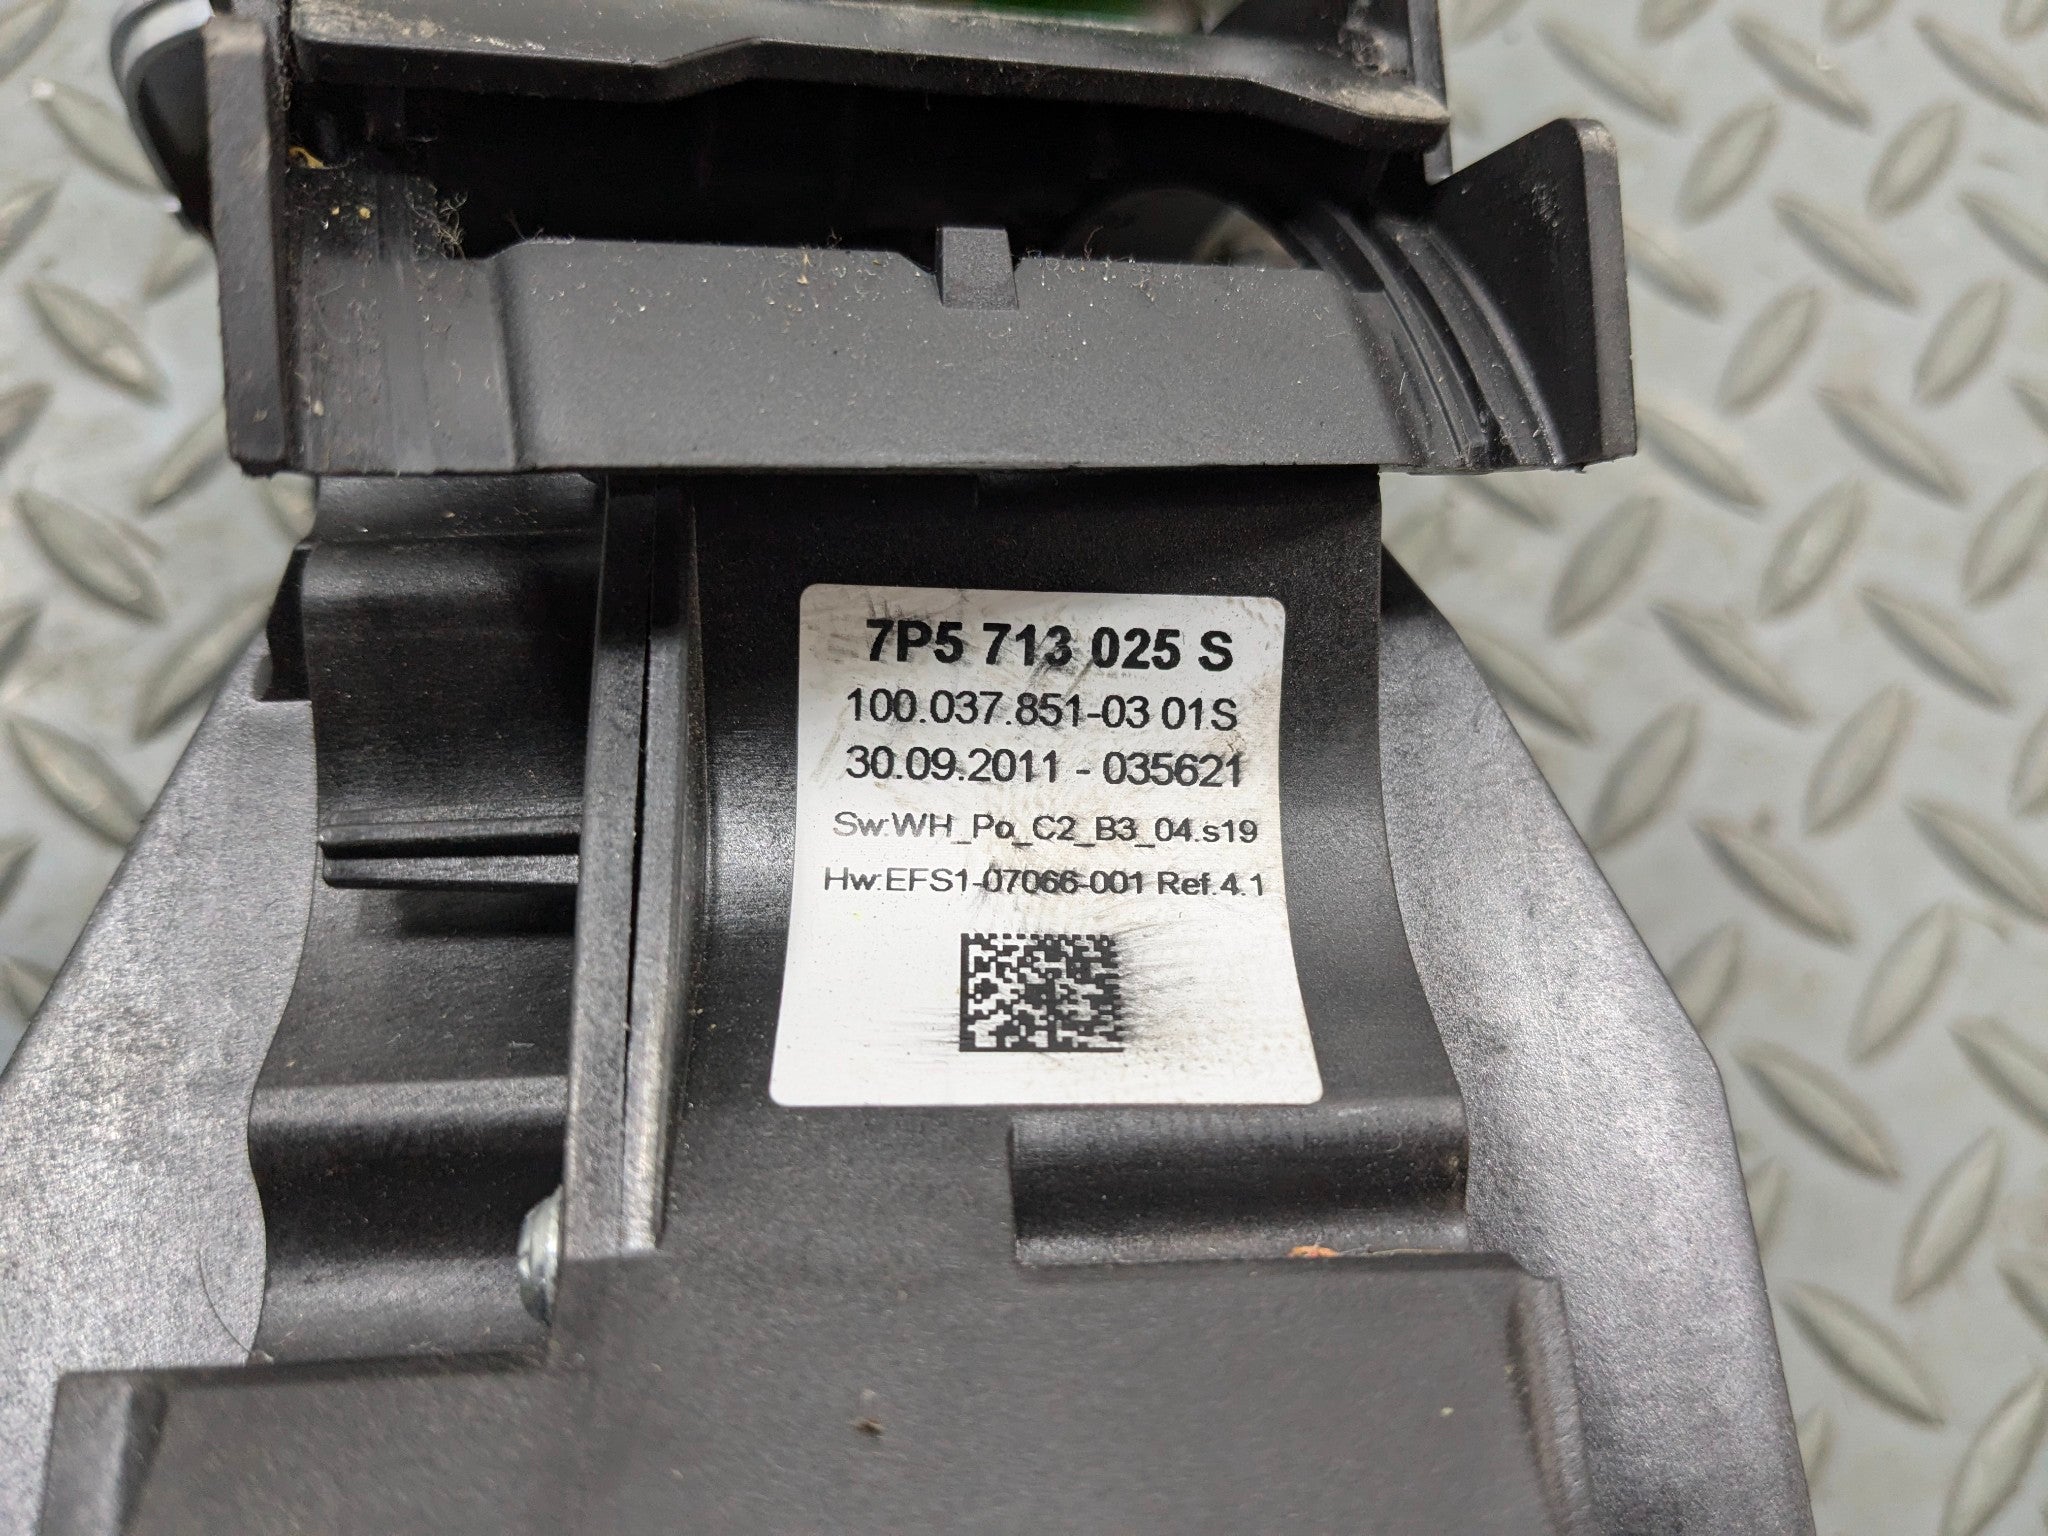 7P5 713 025 S
100.037.851-03 01S
30.09.2011 - 035621
Sw:WH_Po_C2_B3_04.s19
Hw:EFS1-07066-001 Ref.4.1